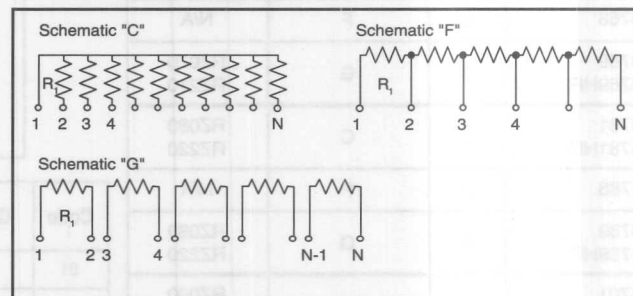 Schematic "C"
R1
1 2 3 4 N
Schematic "F"
R1
1 2 3 4 N
Schematic "G"
R1
1 2 3 4 N-1 N